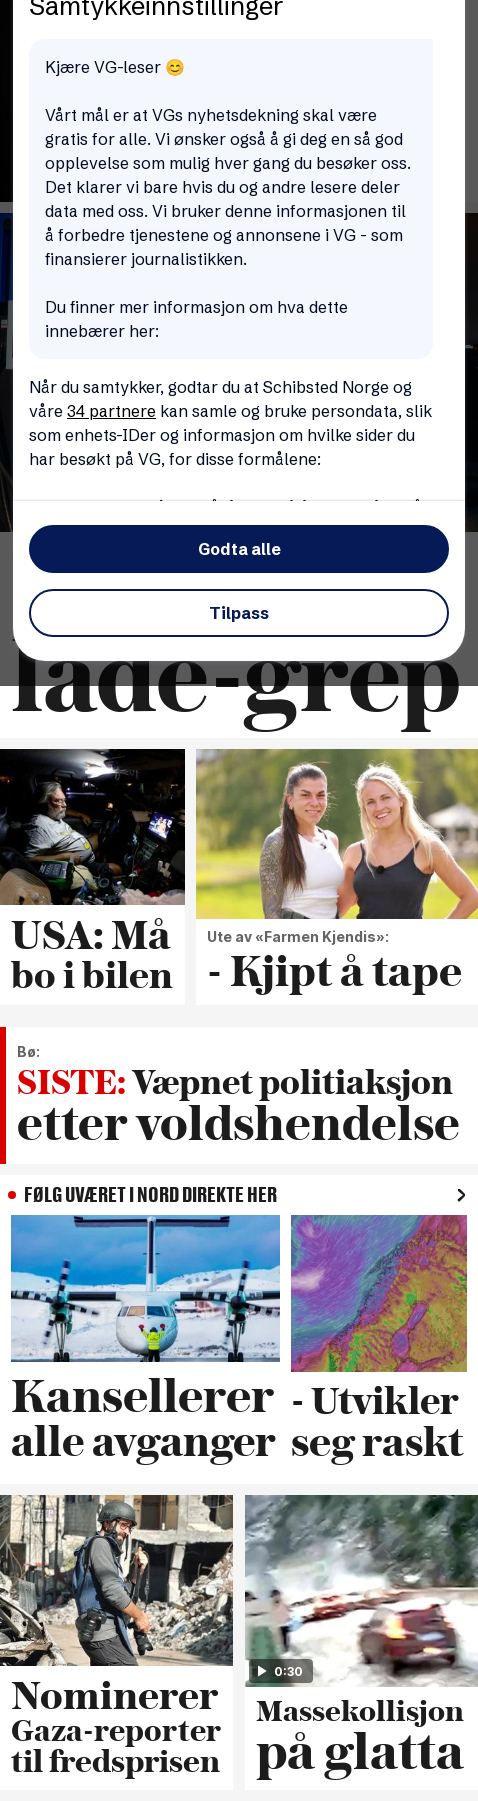 Samtykkeinnstillinger
Kjære VG-leser 😊
Vårt mål er at VGs nyhetsdekning skal være
gratis for alle. Vi ønsker også å gi deg en så god
opplevelse som mulig hver gang du besøker oss.
Det klarer vi bare hvis du og andre lesere deler
data med oss. Vi bruker denne informasjonen til
å forbedre tjenestene og annonsene i VG - som
finansierer journalistikken.
Du finner mer informasjon om hva dette
innebærer her:
Når du samtykker, godtar du at Schibsted Norge og
våre 34 partnere kan samle og bruke persondata, slik
som enhets-IDer og informasjon om hvilke sider du
har besøkt på VG, for disse formålene:
Godta alle
Tilpass
lade-grep
USA: Må
bo i bilen
Ute av «Farmen Kjendis»:
- Kjipt å tape
Bø:
SISTE: Væpnet politiaksjon
etter voldshendelse
FØLG UVÆRET I NORD DIREKTE HER
Kansellerer
alle avganger
- Utvikler
seg raskt
Nominerer
Gaza-reporter
til fredsprisen
0:30
Massekollisjon
på glatta